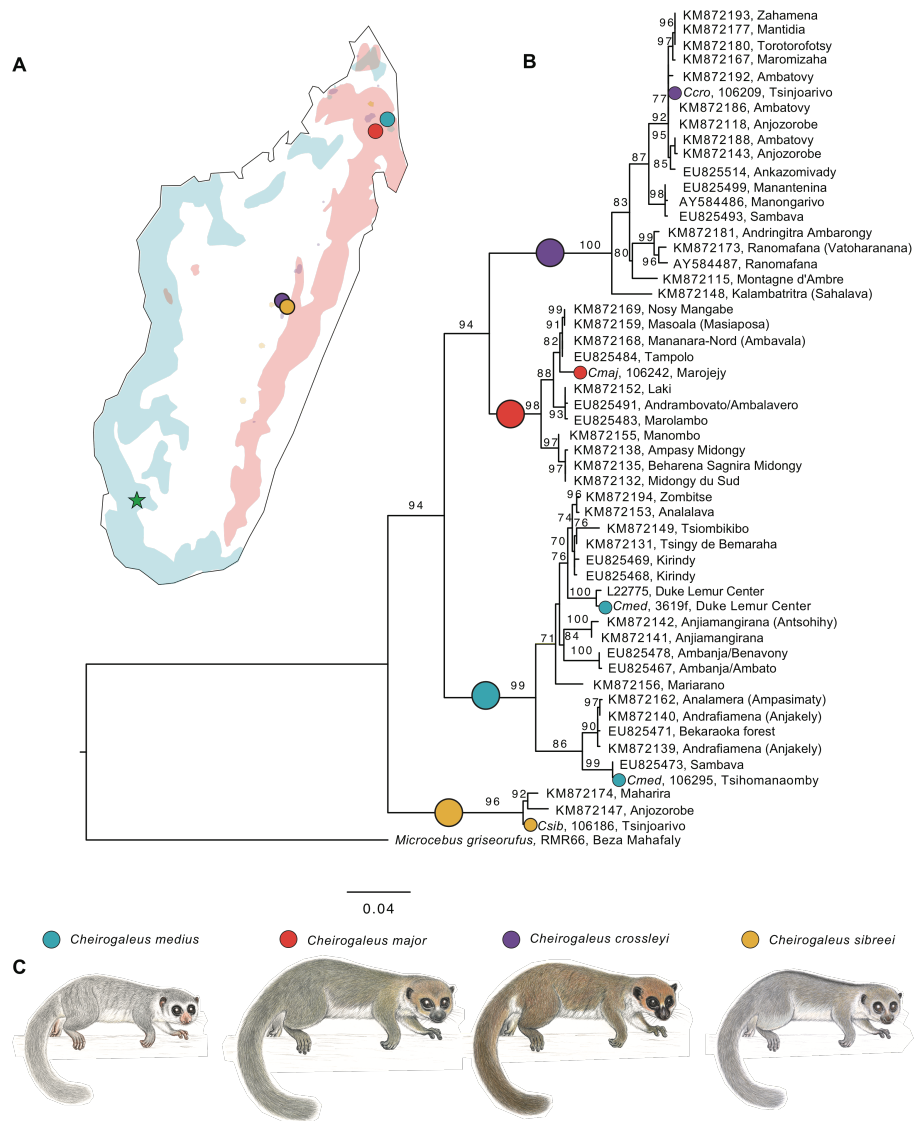 A
B
96
97
77
92
95
85
87
98
83
99
96
80
100
KM872193, Zahamena
KM872177, Mantidia
KM872180, Torotorofotsy
KM872167, Maromizaha
KM872192, Ambatovy
Ccro, 106209, Tsinjoarivo
KM872186, Ambatovy
KM872118, Anjozorobe
KM872188, Ambatovy
KM872143, Anjozorobe
EU825514, Ankazomivady
EU825499, Manantenina
AY584486, Manongarivo
EU825493, Sambava
KM872181, Andringitra Ambarongy
KM872173, Ranomafana (Vatoharanana)
AY584487, Ranomafana
KM872115, Montagne d'Ambre
KM872148, Kalambatritra (Sahalava)
94
99
91
82
88
98
93
97
97
KM872169, Nosy Mangabe
KM872159, Masoala (Masiaposa)
KM872168, Mananara-Nord (Ambavala)
EU825484, Tampolo
Cmaj, 106242, Marojejy
KM872152, Laki
EU825491, Andrambovato/Ambalavero
EU825483, Marolambo
KM872155, Manombo
KM872138, Ampasy Midongy
KM872135, Beharena Sagnira Midongy
KM872132, Midongy du Sud
94
96
74
76
70
76
100
100
84
100
71
99
97
90
86
99
KM872194, Zombitse
KM872153, Analalava
KM872149, Tsiombikibo
KM872131, Tsingy de Bemaraha
EU825469, Kirindy
EU825468, Kirindy
L22775, Duke Lemur Center
Cmed, 3619f, Duke Lemur Center
KM872142, Anjiamangirana (Antsohihy)
KM872141, Anjiamangirana
EU825478, Ambanja/Benavony
EU825467, Ambanja/Ambato
KM872156, Mariarano
KM872162, Analamera (Ampasimaty)
KM872140, Andrafiamena (Anjakely)
EU825471, Bekaraoka forest
KM872139, Andrafiamena (Anjakely)
EU825473, Sambava
Cmed, 106295, Tsihomanaomby
92
96
KM872174, Maharira
KM872147, Anjozorobe
Csib, 106186, Tsinjoarivo
Microcebus griseorufus, RMR66, Beza Mahafaly
0.04
Cheirogaleus medius
Cheirogaleus major
Cheirogaleus crossleyi
Cheirogaleus sibreei
C